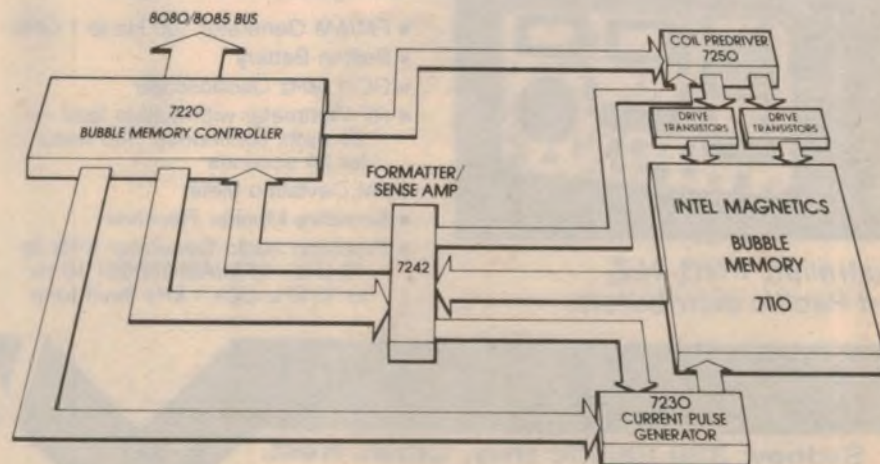 8080/8085 BUS
7220
BUBBLE MEMORY CONTROLLER
COIL PREDRIVER
7250
DRIVE
TRANSISTORS
DRIVE
TRANSISTORS
FORMATTER/
SENSE AMP
7242
INTEL MAGNETICS
BUBBLE
MEMORY
7110
7230
CURRENT PULSE
GENERATOR